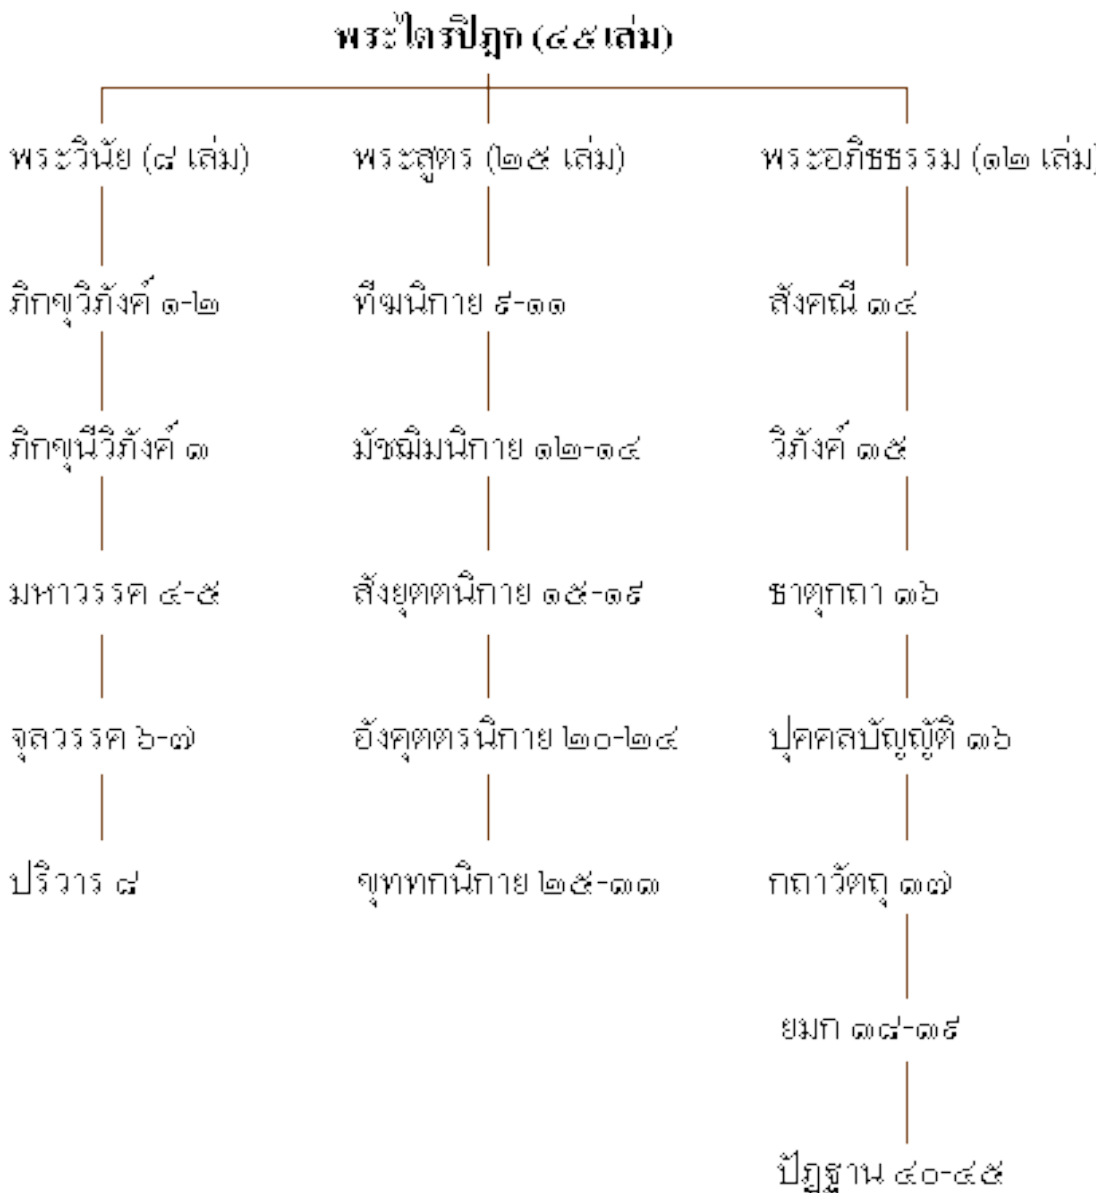 พระไตรปิฎก (๔๕ เล่ม)
พระวินัย (๘ เล่ม) พระสูตร (๒๕ เล่ม) พระอภิธธรรม (๑๒ เล่ม)
ภิกขุวิภังค์ ๑-๒ ทีฆนิกาย ๙-๑๑ สังคณี ๓๔
ภิกขุนีวิภังค์ ๓ มัชฌิมนิกาย ๑๒-๑๔ วิภังค์ ๓๕
มหาวรรค ๔-๕ สังยุตตนิกาย ๑๕-๑๙ ธาตุกถา ๓๖
จุลวรรค ๖-๗ อังคุตตรนิกาย ๒๐-๒๔ ปุคคลบัญญัติ ๓๖
ปริวาร ๘ ขุททกนิกาย ๒๕-๓๓ กถาวัตถุ ๓๗
ยมก ๓๘-๓๙
ปัฏฐาน ๔๐-๔๕